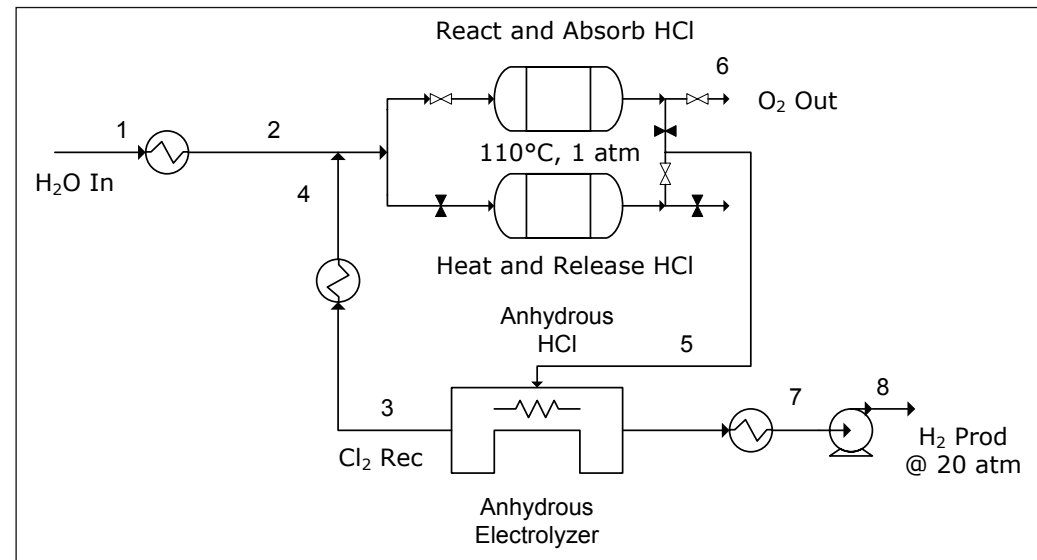 React and Absorb HCl
6
O₂ Out
1
2
110°C, 1 atm
H₂O In
4
Heat and Release HCl
Anhydrous
HCl
5
3
7
8
Cl₂ Rec
H₂ Prod
@ 20 atm
Anhydrous
Electrolyzer